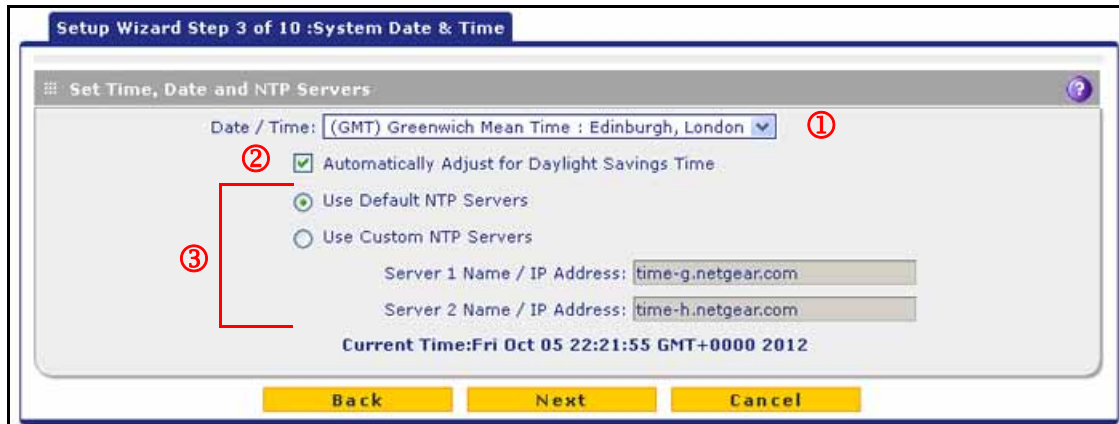 Setup Wizard Step 3 of 10 :System Date & Time
Set Time, Date and NTP Servers
?
Date / Time: (GMT) Greenwich Mean Time : Edinburgh, London ①
② Automatically Adjust for Daylight Savings Time
Use Default NTP Servers
Use Custom NTP Servers
③
Server 1 Name / IP Address: time-g.netgear.com
Server 2 Name / IP Address: time-h.netgear.com
Current Time:Fri Oct 05 22:21:55 GMT+0000 2012
Back Next Cancel